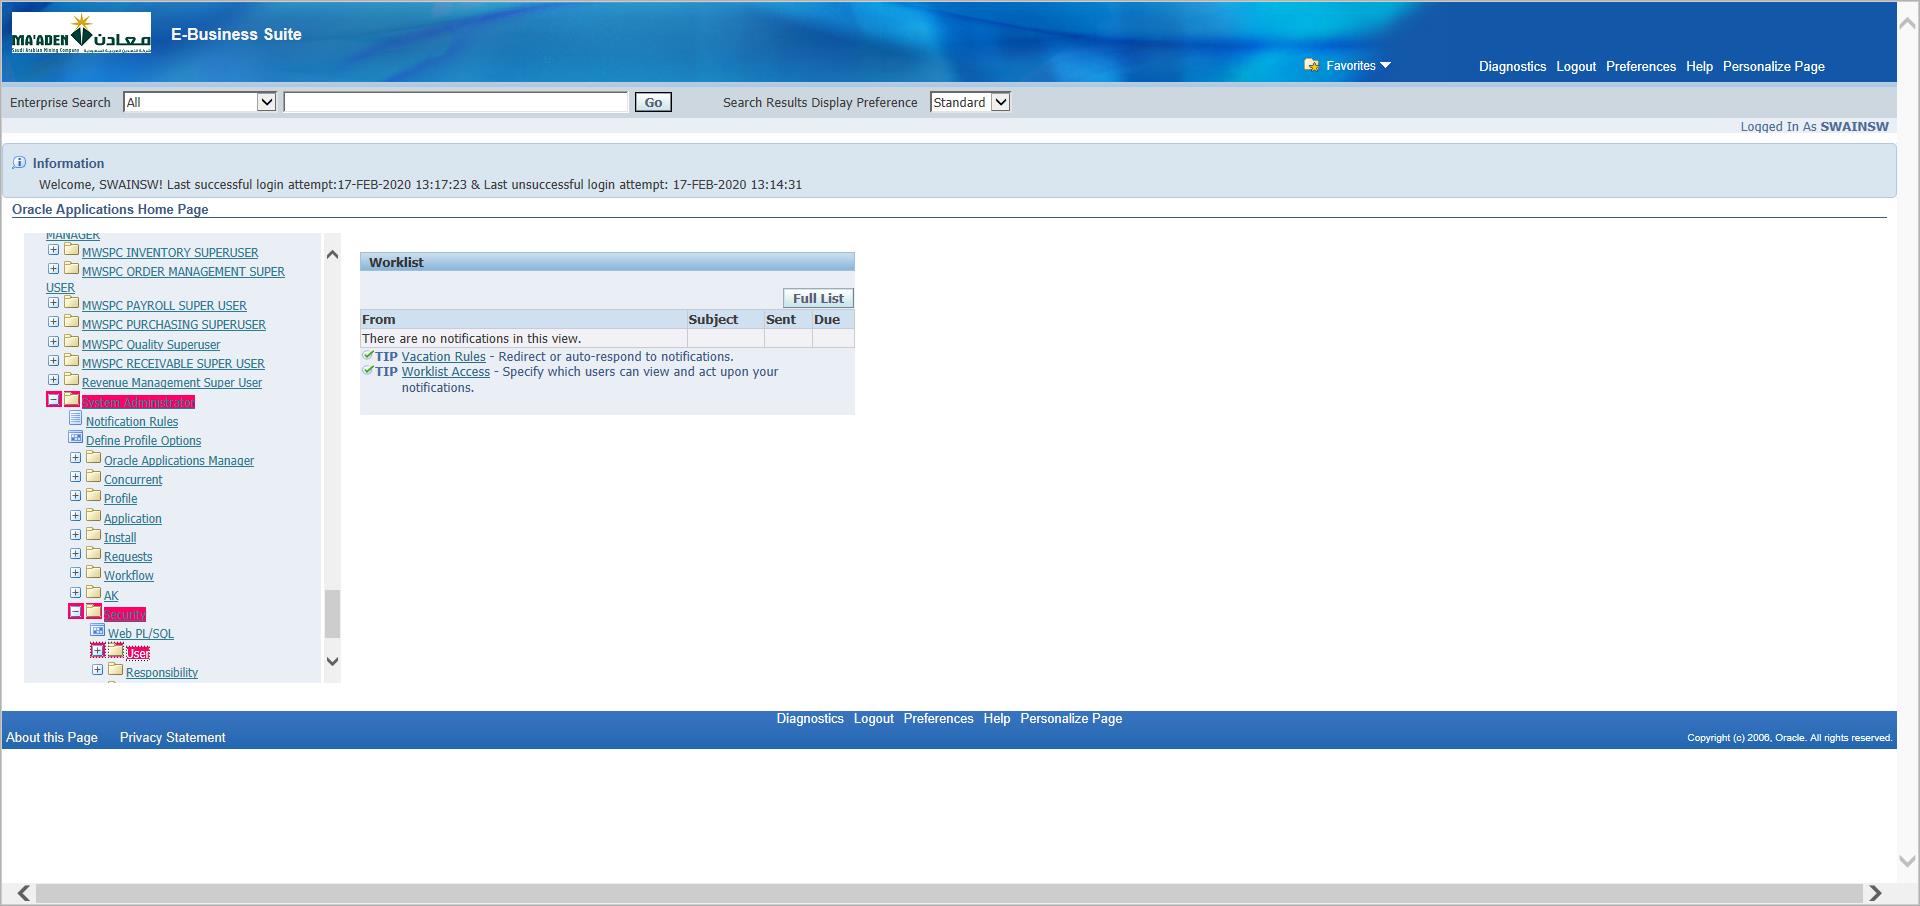 MA'ADEN معادن
Saudi Arabian Mining Company
E-Business Suite
Favorites
Diagnostics Logout Preferences Help Personalize Page
Enterprise Search All Go Search Results Display Preference Standard
Logged In As SWAINSW
Information
Welcome, SWAINSW! Last successful login attempt:17-FEB-2020 13:17:23 & Last unsuccessful login attempt: 17-FEB-2020 13:14:31
Oracle Applications Home Page
MANAGER
MWSPC INVENTORY SUPERUSER
MWSPC ORDER MANAGEMENT SUPER
USER
MWSPC PAYROLL SUPER USER
MWSPC PURCHASING SUPERUSER
MWSPC Quality Superuser
MWSPC RECEIVABLE SUPER USER
Revenue Management Super User
System Administrator
Notification Rules
Define Profile Options
Oracle Applications Manager
Concurrent
Profile
Application
Install
Requests
Workflow
AK
Security
Web PL/SQL
User
Responsibility
Worklist
Full List
From Subject Sent Due
There are no notifications in this view.
TIP Vacation Rules - Redirect or auto-respond to notifications.
TIP Worklist Access - Specify which users can view and act upon your
notifications.
Diagnostics Logout Preferences Help Personalize Page
About this Page Privacy Statement
Copyright (c) 2006, Oracle. All rights reserved.